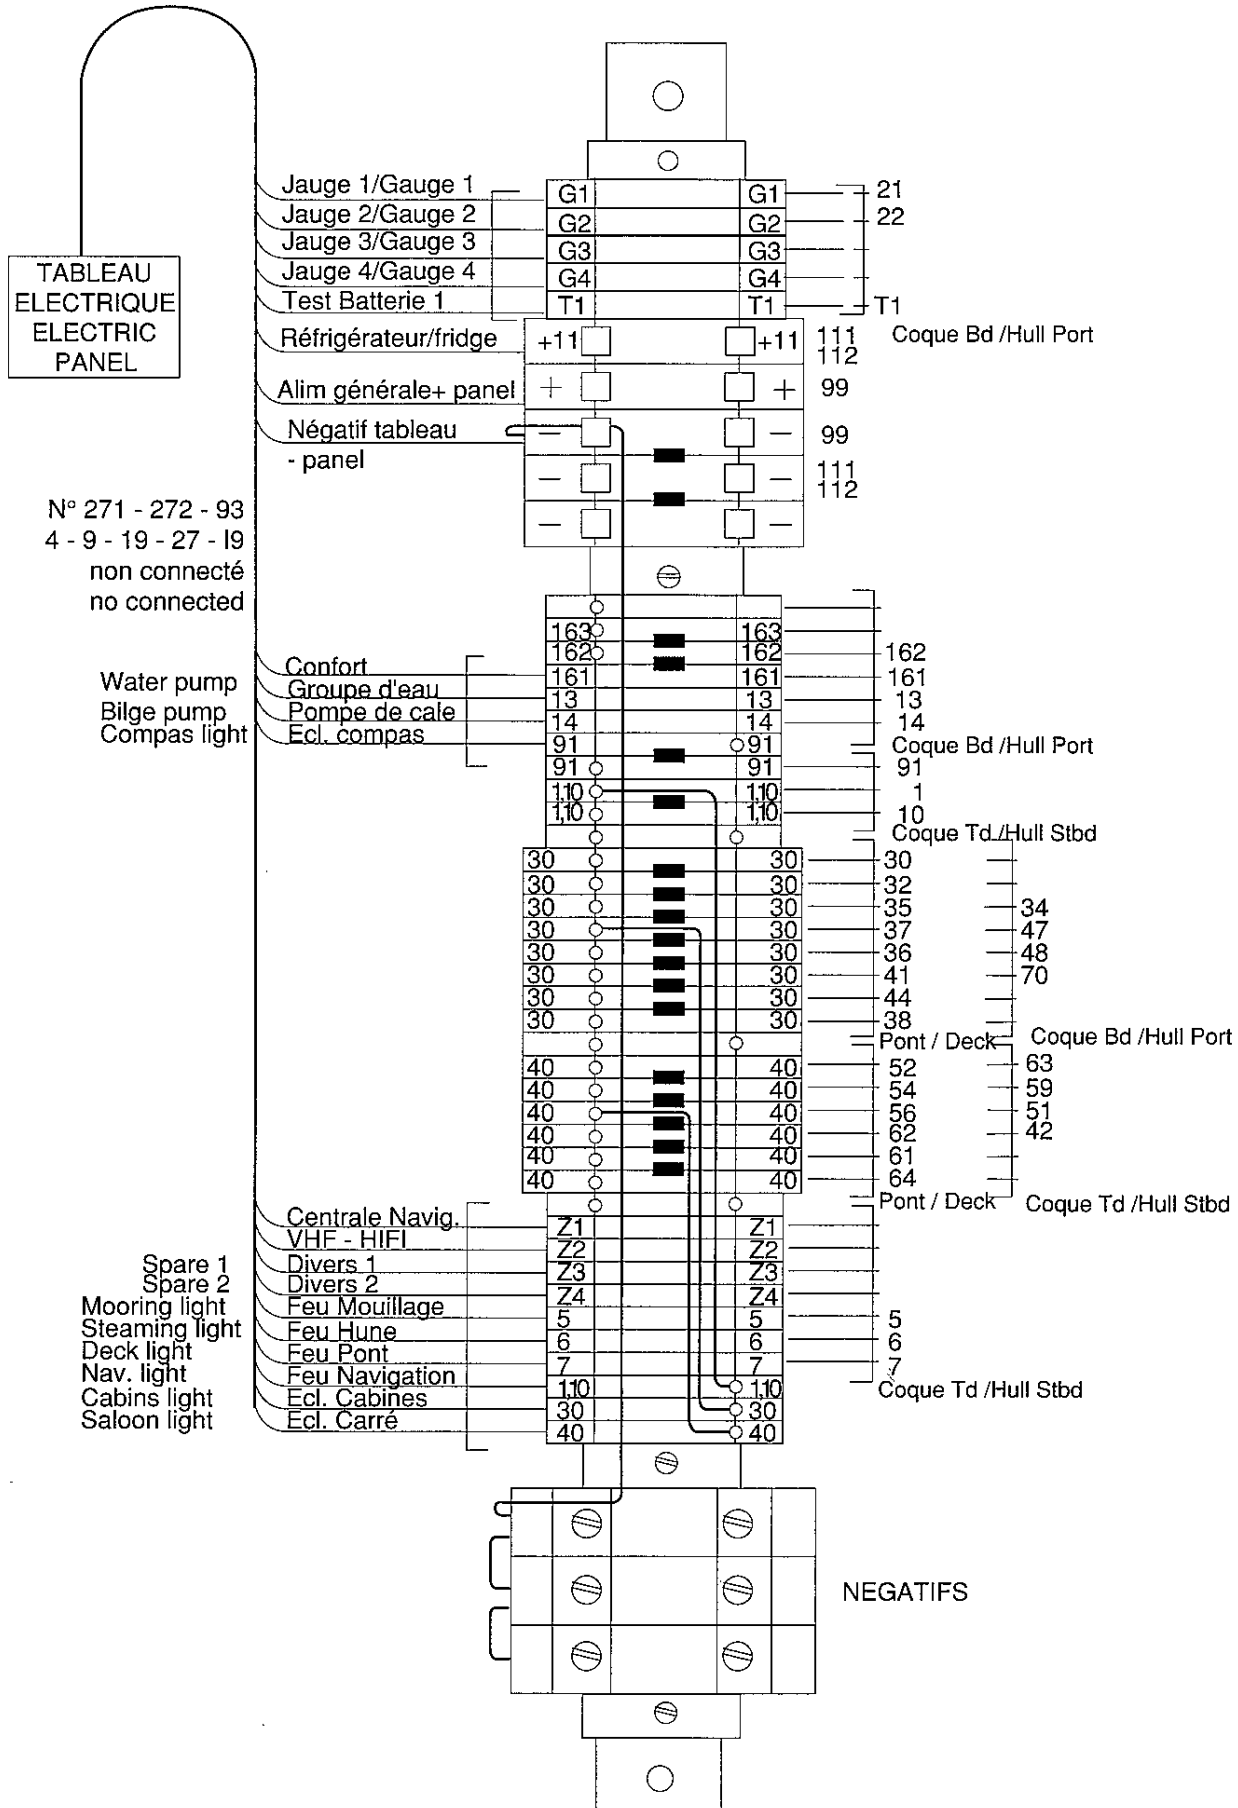 TABLEAU
ELECTRIQUE
ELECTRIC
PANEL
Jauge 1/Gauge 1
G1
G1
21
Jauge 2/Gauge 2
G2
G2
22
Jauge 3/Gauge 3
G3
G3
Jauge 4/Gauge 4
G4
G4
Test Batterie 1
T1
T1
T1
Réfrigérateur/fridge
+11
+11
111
112
Coque Bd /Hull Port
Alim générale+ panel
+
+
99
Négatif tableau
- panel
—
—
99
—
—
111
112
—
—
N° 271 - 272 - 93
4 - 9 - 19 - 27 - I9
non connecté
no connected
163
163
162
162
162
Confort
161
161
161
Water pump
Groupe d'eau
13
13
13
Bilge pump
Pompe de cale
14
14
14
Compas light
Ecl. compas
91
91
Coque Bd /Hull Port
91
91
91
1,10
1,10
1
1,10
1,10
10
Coque Td /Hull Stbd
30
30
30
30
30
32
30
30
35
34
30
30
37
47
30
30
36
48
30
30
41
70
30
30
44
30
30
38
Pont / Deck
Coque Bd /Hull Port
40
40
52
63
40
40
54
59
40
40
56
51
40
40
62
42
40
40
61
40
40
64
Pont / Deck
Coque Td /Hull Stbd
Centrale Navig.
Z1
Z1
VHF - HIFI
Z2
Z2
Spare 1
Divers 1
Z3
Z3
Spare 2
Divers 2
Z4
Z4
Mooring light
Feu Mouillage
5
5
5
Steaming light
Feu Hune
6
6
6
Deck light
Feu Pont
7
7
7
Nav. light
Feu Navigation
1,10
1,10
Coque Td /Hull Stbd
Cabins light
Ecl. Cabines
30
30
Saloon light
Ecl. Carré
40
40
NEGATIFS